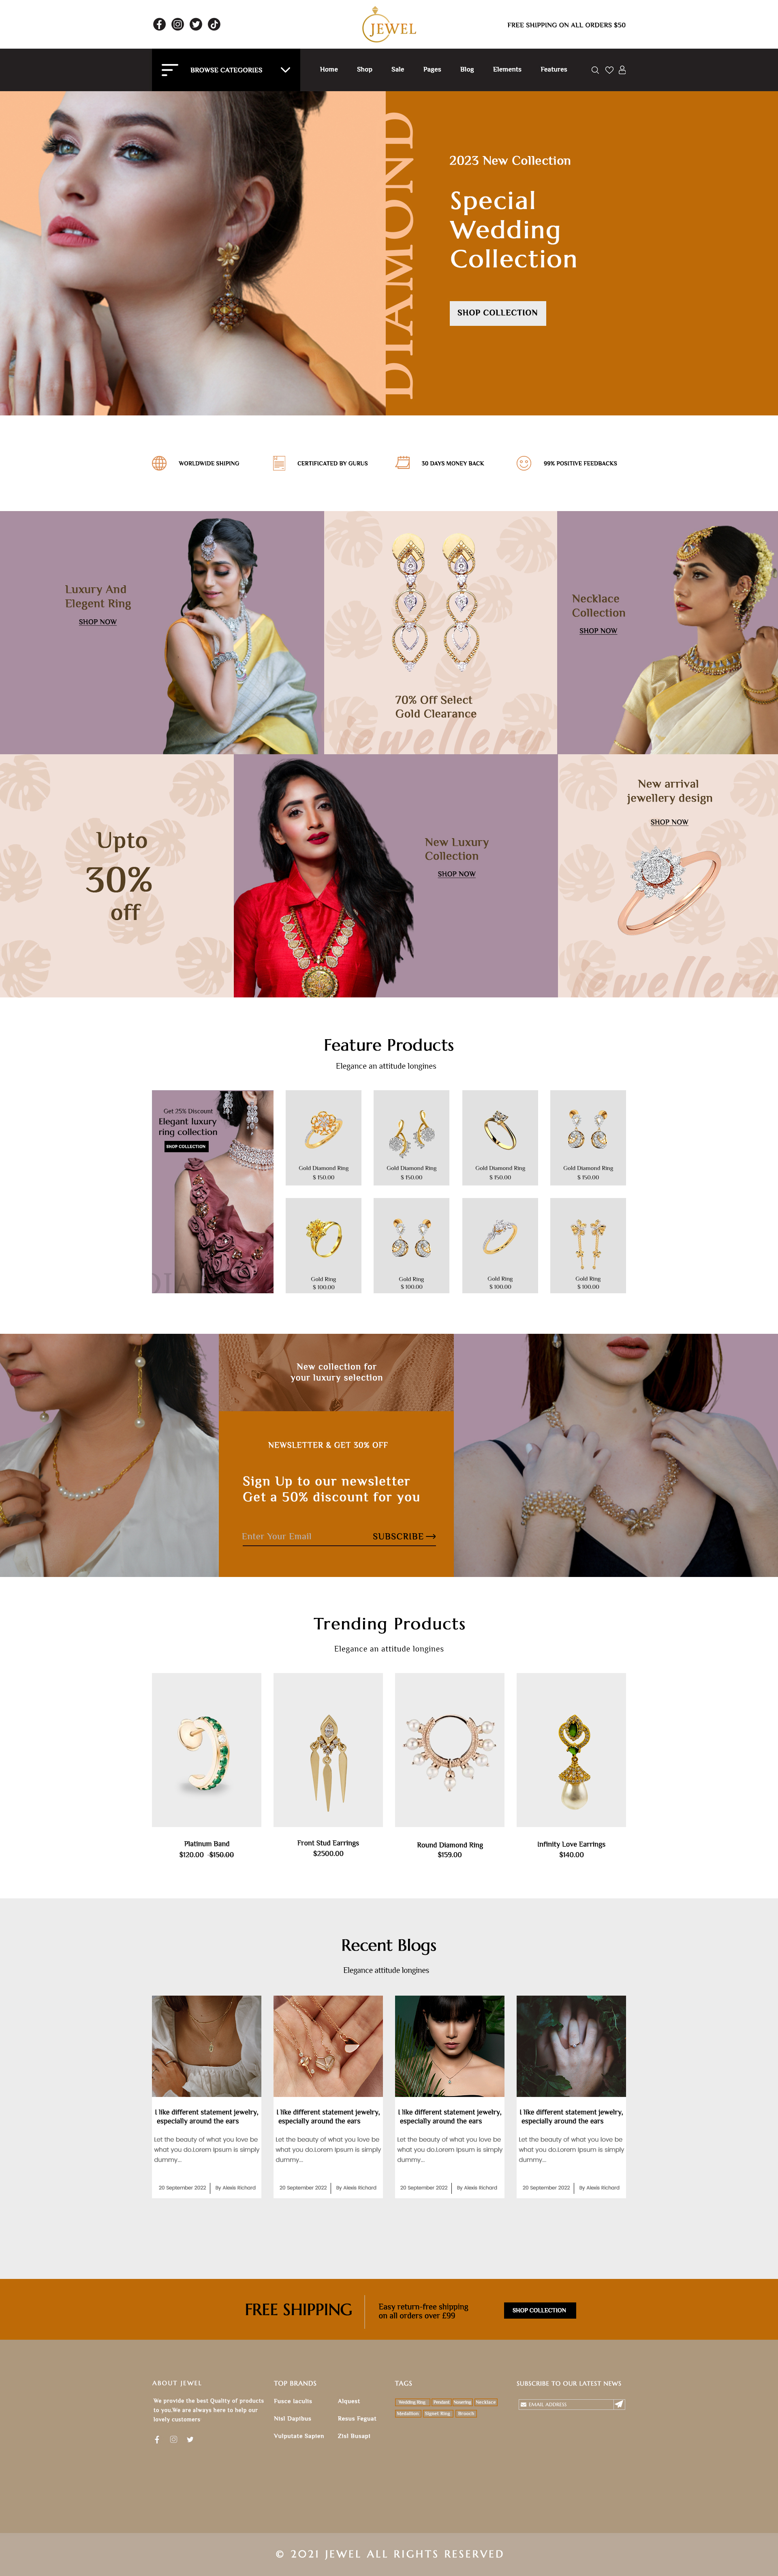 JEWEL
FREE SHIPPING ON ALL ORDERS $50
BROWSE CATEGORIES
Home
Shop
Sale
Pages
Blog
Elements
Features
DIAMOND
2023 New Collection
Special
Wedding
Collection
SHOP COLLECTION
WORLDWIDE SHIPING
CERTIFICATED BY GURUS
30 DAYS MONEY BACK
99% POSITIVE FEEDBACKS
Luxury And
Elegent Ring
SHOP NOW
70% Off Select
Gold Clearance
jewellery
Necklace
Collection
SHOP NOW
Upto
30%
off
New Luxury
Collection
SHOP NOW
New arrival
jewellery design
SHOP NOW
jewellery
Feature Products
Elegance an attitude longines
Get 25% Discount
Elegant luxury
ring collection
SHOP COLLECTION
Gold Diamond Ring
$ 150.00
Gold Diamond Ring
$ 150.00
Gold Diamond Ring
$ 150.00
Gold Diamond Ring
$ 150.00
Gold Ring
$ 100.00
Gold Ring
$ 100.00
Gold Ring
$ 100.00
Gold Ring
$ 100.00
New collection for
your luxury selection
NEWSLETTER & GET 30% OFF
Sign Up to our newsletter
Get a 50% discount for you
Enter Your Email
SUBSCRIBE
Trending Products
Elegance an attitude longines
Platinum Band
$120.00 -$150.00
Front Stud Earrings
$2500.00
Round Diamond Ring
$159.00
Infinity Love Earrings
$140.00
Recent Blogs
Elegance attitude longines
I like different statement jewelry,
especially around the ears
Let the beauty of what you love be
what you do.Lorem Ipsum is simply
dummy...
20 September 2022
By Alexis Richard
I like different statement jewelry,
especially around the ears
Let the beauty of what you love be
what you do.Lorem Ipsum is simply
dummy...
20 September 2022
By Alexis Richard
I like different statement jewelry,
especially around the ears
Let the beauty of what you love be
what you do.Lorem Ipsum is simply
dummy...
20 September 2022
By Alexis Richard
I like different statement jewelry,
especially around the ears
Let the beauty of what you love be
what you do.Lorem Ipsum is simply
dummy...
20 September 2022
By Alexis Richard
FREE SHIPPING
Easy return-free shipping
on all orders over £99
SHOP COLLECTION
ABOUT JEWEL
We provide the best Quality of products
to you.We are always here to help our
lovely customers
TOP BRANDS
Fusce Iaculis
Aiquest
Nisl Dapibus
Resus Feguat
Vulputate Sapien
Zisl Busapi
TAGS
Wedding Ring
Pendant
Nosering
Necklace
Medallion
Signet Ring
Brooch
SUBSCRIBE TO OUR LATEST NEWS
EMAIL ADDRESS
© 2021 JEWEL ALL RIGHTS RESERVED